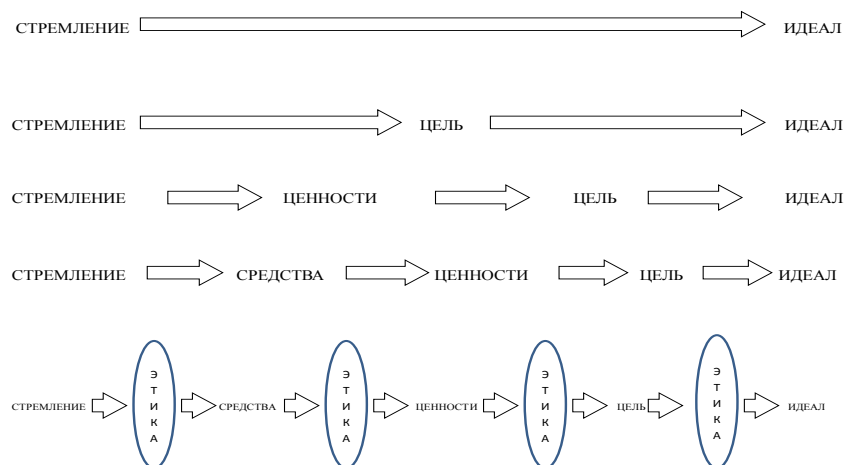 СТРЕМЛЕНИЕ ИДЕАЛ
СТРЕМЛЕНИЕ ЦЕЛЬ ИДЕАЛ
СТРЕМЛЕНИЕ ЦЕННОСТИ ЦЕЛЬ ИДЕАЛ
СТРЕМЛЕНИЕ СРЕДСТВА ЦЕННОСТИ ЦЕЛЬ ИДЕАЛ
СТРЕМЛЕНИЕ ЭТИКА СРЕДСТВА ЭТИКА ЦЕННОСТИ ЭТИКА ЦЕЛЬ ЭТИКА ИДЕАЛ